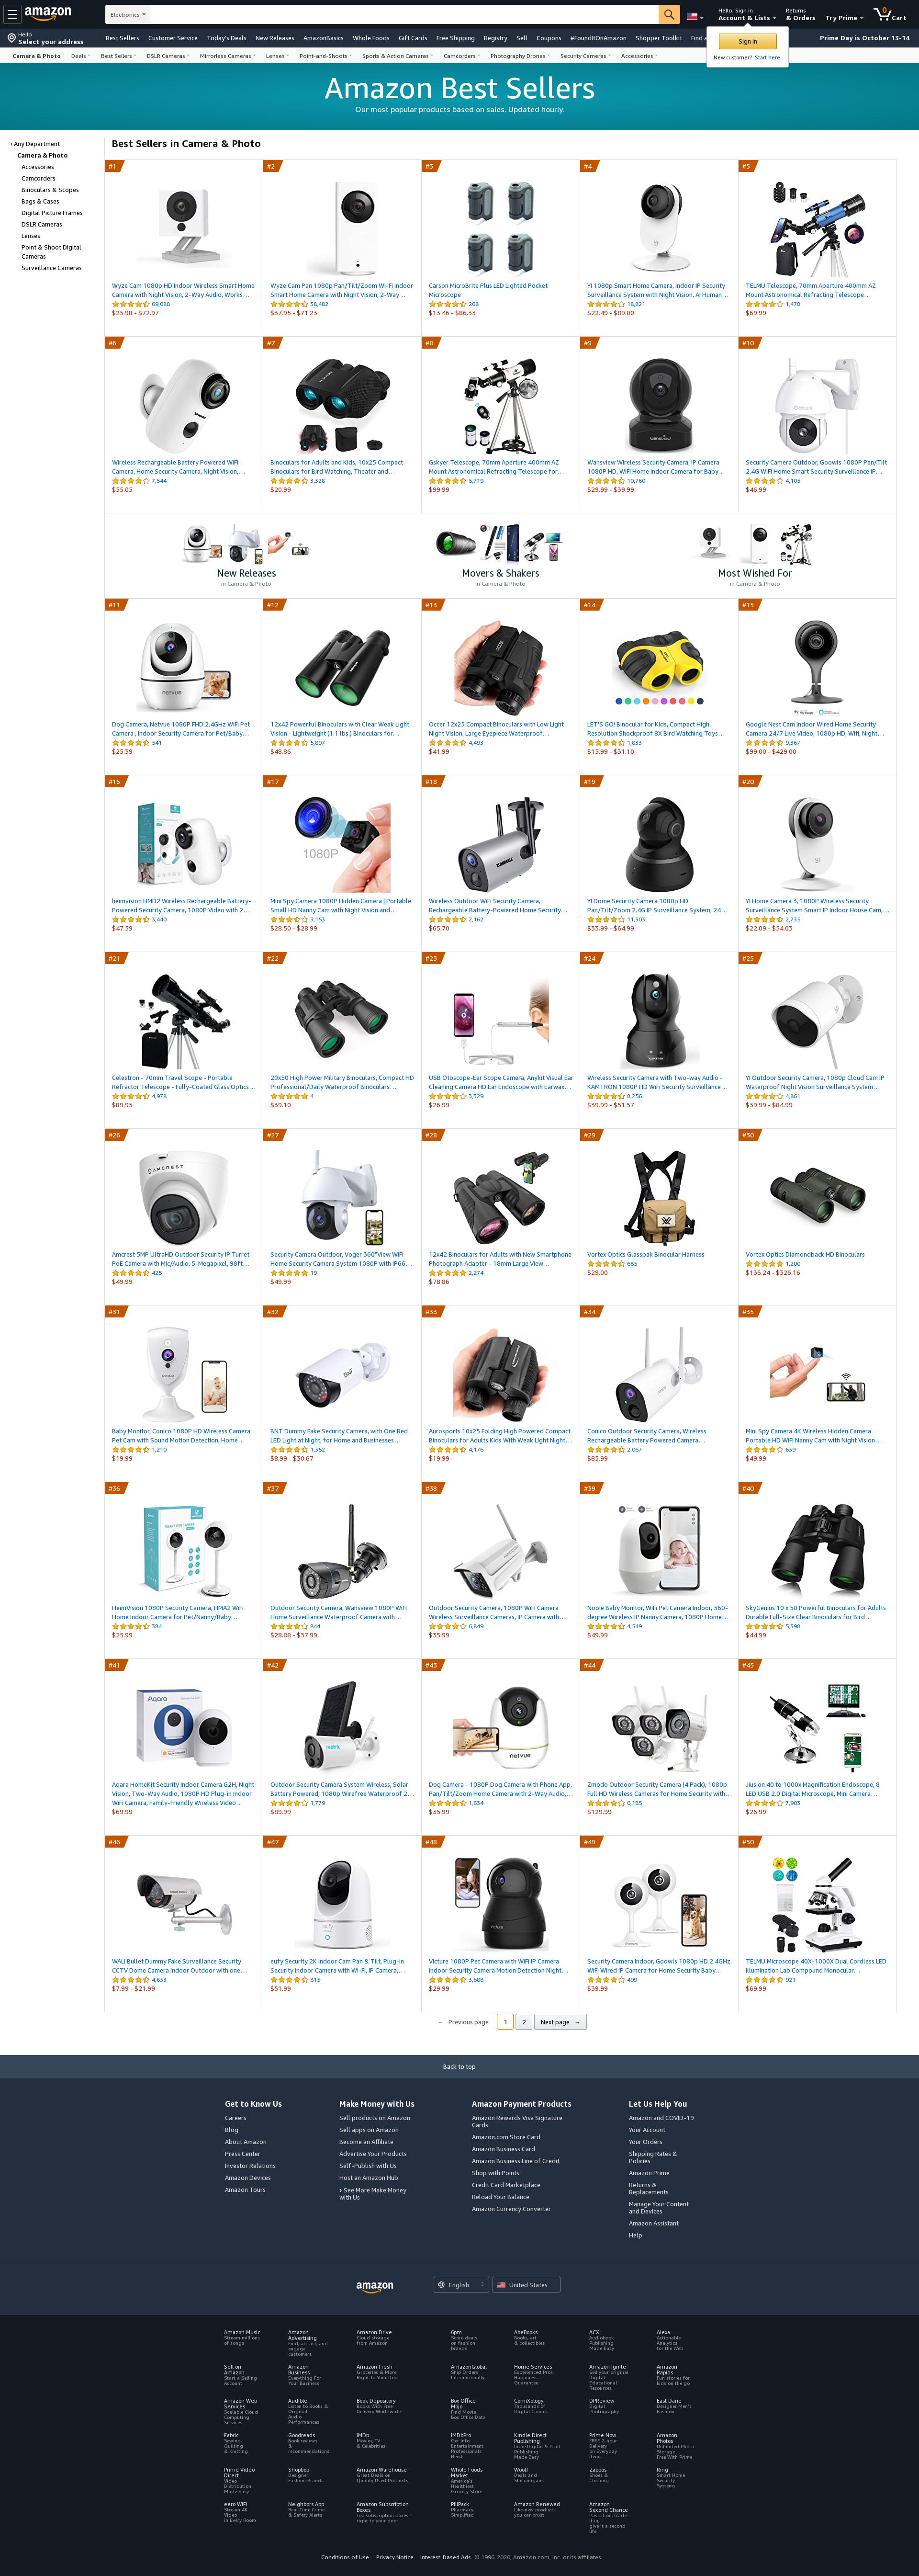 amazon
Electronics
Hello, Sign in
Account & Lists
Returns
& Orders
Try Prime
0
Cart
Hello
Select your address
Best Sellers
Customer Service
Today's Deals
New Releases
AmazonBasics
Whole Foods
Gift Cards
Free Shipping
Registry
Sell
Coupons
#FoundItOnAmazon
Shopper Toolkit
Find a
Prime Day is October 13-14
Sign in
New customer? Start here.
Camera & Photo
Deals
Best Sellers
DSLR Cameras
Mirrorless Cameras
Lenses
Point-and-Shoots
Sports & Action Cameras
Camcorders
Photography Drones
Security Cameras
Accessories
Amazon Best Sellers
Our most popular products based on sales. Updated hourly.
‹ Any Department
Camera & Photo
Accessories
Camcorders
Binoculars & Scopes
Bags & Cases
Digital Picture Frames
DSLR Cameras
Lenses
Point & Shoot Digital
Cameras
Surveillance Cameras
Best Sellers in Camera & Photo
#1
Wyze Cam 1080p HD Indoor Wireless Smart Home
Camera with Night Vision, 2-Way Audio, Works…
69,088
$25.98 - $72.97
#2
Wyze Cam Pan 1080p Pan/Tilt/Zoom Wi-Fi Indoor
Smart Home Camera with Night Vision, 2-Way…
38,482
$37.95 - $71.23
#3
Carson MicroBrite Plus LED Lighted Pocket
Microscope
268
$13.46 - $86.33
#4
YI 1080p Smart Home Camera, Indoor IP Security
Surveillance System with Night Vision, AI Human…
18,821
$22.49 - $89.00
#5
TELMU Telescope, 70mm Aperture 400mm AZ
Mount Astronomical Refracting Telescope…
1,478
$69.99
#6
Wireless Rechargeable Battery Powered WiFi
Camera, Home Security Camera, Night Vision,…
7,544
$55.05
#7
Binoculars for Adults and Kids, 10x25 Compact
Binoculars for Bird Watching, Theater and…
3,328
$20.99
#8
Gskyer Telescope, 70mm Aperture 400mm AZ
Mount Astronomical Refracting Telescope for…
5,719
$99.99
#9
Wansview Wireless Security Camera, IP Camera
1080P HD, WiFi Home Indoor Camera for Baby…
10,760
$29.99 - $39.99
#10
Security Camera Outdoor, Goowls 1080P Pan/Tilt
2.4G WiFi Home Smart Security Surveillance IP…
4,105
$46.99
New Releases
in Camera & Photo
Movers & Shakers
in Camera & Photo
Most Wished For
in Camera & Photo
#11
netvue
Dog Camera, Netvue 1080P FHD 2.4GHz WiFi Pet
Camera , Indoor Security Camera for Pet/Baby…
541
$25.39
#12
12x42 Powerful Binoculars with Clear Weak Light
Vision - Lightweight (1.1 lbs.) Binoculars for…
5,897
$48.86
#13
Occer 12x25 Compact Binoculars with Low Light
Night Vision, Large Eyepiece Waterproof…
4,493
$41.99
#14
LET'S GO! Binocular for Kids, Compact High
Resolution Shockproof 8X Bird Watching Toys…
1,833
$15.99 - $31.10
#15
Google Nest Cam Indoor Wired Home Security
Camera 24/7 Live Video, 1080p HD, Wifi, Night…
9,367
$99.00 - $429.00
#16
heimvision HMD2 Wireless Rechargeable Battery-
Powered Security Camera, 1080P Video with 2…
3,440
$47.59
#17
1080P
Mini Spy Camera 1080P Hidden Camera | Portable
Small HD Nanny Cam with Night Vision and…
3,153
$28.50 - $28.99
#18
Wireless Outdoor WiFi Security Camera,
Rechargeable Battery-Powered Home Security…
2,162
$65.70
#19
YI Dome Security Camera 1080p HD
Pan/Tilt/Zoom 2.4G IP Surveillance System, 24…
11,303
$33.99 - $64.99
#20
YI Home Camera 3, 1080P Wireless Security
Surveillance System Smart IP Indoor House Cam,…
2,735
$22.09 - $54.03
#21
Celestron - 70mm Travel Scope - Portable
Refractor Telescope - Fully-Coated Glass Optics…
4,978
$89.95
#22
20x50 High Power Military Binoculars, Compact HD
Professional/Daily Waterproof Binoculars…
4
$39.10
#23
USB Otoscope-Ear Scope Camera, Anykit Visual Ear
Cleaning Camera HD Ear Endoscope with Earwax…
3,329
$26.99
#24
Wireless Security Camera with Two-way Audio -
KAMTRON 1080P HD WiFi Security Surveillance…
8,256
$39.99 - $51.57
#25
YI Outdoor Security Camera, 1080p Cloud Cam IP
Waterproof Night Vision Surveillance System…
4,861
$39.99 - $84.99
#26
AMCREST
Amcrest 5MP UltraHD Outdoor Security IP Turret
PoE Camera with Mic/Audio, 5-Megapixel, 98ft…
425
$49.99
#27
Security Camera Outdoor, Voger 360°View WiFi
Home Security Camera System 1080P with IP66…
19
$49.99
#28
12x42 Binoculars for Adults with New Smartphone
Photograph Adapter - 18mm Large View…
2,274
$78.86
#29
Vortex Optics Glasspak Binocular Harness
685
$29.00
#30
Vortex Optics Diamondback HD Binoculars
1,200
$136.24 - $326.16
#31
Baby Monitor, Conico 1080P HD Wireless Camera
Pet Cam with Sound Motion Detection, Home…
1,210
$19.99
#32
BNT Dummy Fake Security Camera, with One Red
LED Light at Night, for Home and Businesses…
1,352
$8.99 - $30.67
#33
Aurosports 10x25 Folding High Powered Compact
Binoculars for Adults Kids With Weak Light Night…
4,176
$19.99
#34
Conico Outdoor Security Camera, Wireless
Rechargeable Battery Powered Camera…
2,067
$85.99
#35
Mini Spy Camera 4K Wireless Hidden Camera
Portable HD WiFi Nanny Cam with Night Vision…
639
$49.99
#36
HeimVision 1080P Security Camera, HMA2 WiFi
Home Indoor Camera for Pet/Nanny/Baby…
384
$25.99
#37
Outdoor Security Camera, Wansview 1080P WiFi
Home Surveillance Waterproof Camera with…
844
$28.88 - $37.99
#38
Outdoor Security Camera, 1080P WiFi Camera
Wireless Surveillance Cameras, IP Camera with…
6,849
$35.99
#39
Nooie Baby Monitor, WiFi Pet Camera Indoor, 360-
degree Wireless IP Nanny Camera, 1080P Home…
4,549
$49.99
#40
SkyGenius 10 x 50 Powerful Binoculars for Adults
Durable Full-Size Clear Binoculars for Bird…
5,398
$44.99
#41
Aqara
Aqara HomeKit Security Indoor Camera G2H, Night
Vision, Two-Way Audio, 1080P HD Plug-in Indoor
WiFi Camera, Family-Friendly Wireless Video…
$69.99
#42
reolink
Outdoor Security Camera System Wireless, Solar
Battery Powered, 1080p Wirefree Waterproof 2…
1,779
$89.99
#43
netvue
Dog Camera - 1080P Dog Camera with Phone App,
Pan/Tilt/Zoom Home Camera with 2-Way Audio,…
1,634
$35.99
#44
Zmodo Outdoor Security Camera (4 Pack), 1080p
Full HD Wireless Cameras for Home Security with…
6,185
$129.99
#45
Jiusion 40 to 1000x Magnification Endoscope, 8
LED USB 2.0 Digital Microscope, Mini Camera…
7,903
$26.99
#46
WALI Bullet Dummy Fake Surveillance Security
CCTV Dome Camera Indoor Outdoor with one…
4,833
$7.99 - $21.99
#47
eufy Security 2K Indoor Cam Pan & Tilt, Plug-in
Security Indoor Camera with Wi-Fi, IP Camera,…
815
$51.99
#48
Victure
Victure 1080P Pet Camera with WiFi IP Camera
Indoor Security Camera Motion Detection Night…
3,686
$29.99
#49
Security Camera Indoor, Goowls 1080p HD 2.4GHz
WiFi Wired IP Camera for Home Security Baby…
499
$39.99
#50
TELMU Microscope 40X-1000X Dual Cordless LED
Illumination Lab Compound Monocular…
921
$69.99
← Previous page
1
2
Next page →
Back to top
Get to Know Us
Careers
Blog
About Amazon
Press Center
Investor Relations
Amazon Devices
Amazon Tours
Make Money with Us
Sell products on Amazon
Sell apps on Amazon
Become an Affiliate
Advertise Your Products
Self-Publish with Us
Host an Amazon Hub
› See More Make Money
with Us
Amazon Payment Products
Amazon Rewards Visa Signature
Cards
Amazon.com Store Card
Amazon Business Card
Amazon Business Line of Credit
Shop with Points
Credit Card Marketplace
Reload Your Balance
Amazon Currency Converter
Let Us Help You
Amazon and COVID-19
Your Account
Your Orders
Shipping Rates &
Policies
Amazon Prime
Returns &
Replacements
Manage Your Content
and Devices
Amazon Assistant
Help
amazon
English
United States
Amazon Music
Stream millions
of songs
Amazon
Advertising
Find, attract, and
engage
customers
Amazon Drive
Cloud storage
from Amazon
6pm
Score deals
on fashion
brands
AbeBooks
Books, art
& collectibles
ACX
Audiobook
Publishing
Made Easy
Alexa
Actionable
Analytics
for the Web
Sell on
Amazon
Start a Selling
Account
Amazon
Business
Everything For
Your Business
Amazon Fresh
Groceries & More
Right To Your Door
AmazonGlobal
Ship Orders
Internationally
Home Services
Experienced Pros
Happiness
Guarantee
Amazon Ignite
Sell your original
Digital
Educational
Resources
Amazon
Rapids
Fun stories for
kids on the go
Amazon Web
Services
Scalable Cloud
Computing
Services
Audible
Listen to Books &
Original
Audio
Performances
Book Depository
Books With Free
Delivery Worldwide
Box Office
Mojo
Find Movie
Box Office Data
ComiXology
Thousands of
Digital Comics
DPReview
Digital
Photography
East Dane
Designer Men's
Fashion
Fabric
Sewing,
Quilting
& Knitting
Goodreads
Book reviews
&
recommendations
IMDb
Movies, TV
& Celebrities
IMDbPro
Get Info
Entertainment
Professionals
Need
Kindle Direct
Publishing
Indie Digital & Print
Publishing
Made Easy
Prime Now
FREE 2-hour
Delivery
on Everyday
Items
Amazon
Photos
Unlimited Photo
Storage
Free With Prime
Prime Video
Direct
Video
Distribution
Made Easy
Shopbop
Designer
Fashion Brands
Amazon Warehouse
Great Deals on
Quality Used Products
Whole Foods
Market
America's
Healthiest
Grocery Store
Woot!
Deals and
Shenanigans
Zappos
Shoes &
Clothing
Ring
Smart Home
Security
Systems
eero WiFi
Stream 4K
Video
in Every Room
Neighbors App
Real-Time Crime
& Safety Alerts
Amazon Subscription
Boxes
Top subscription boxes –
right to your door
PillPack
Pharmacy
Simplified
Amazon Renewed
Like-new products
you can trust
Amazon
Second Chance
Pass it on, trade
it in,
give it a second
life
Conditions of Use
Privacy Notice
Interest-Based Ads
© 1996-2020, Amazon.com, Inc. or its affiliates